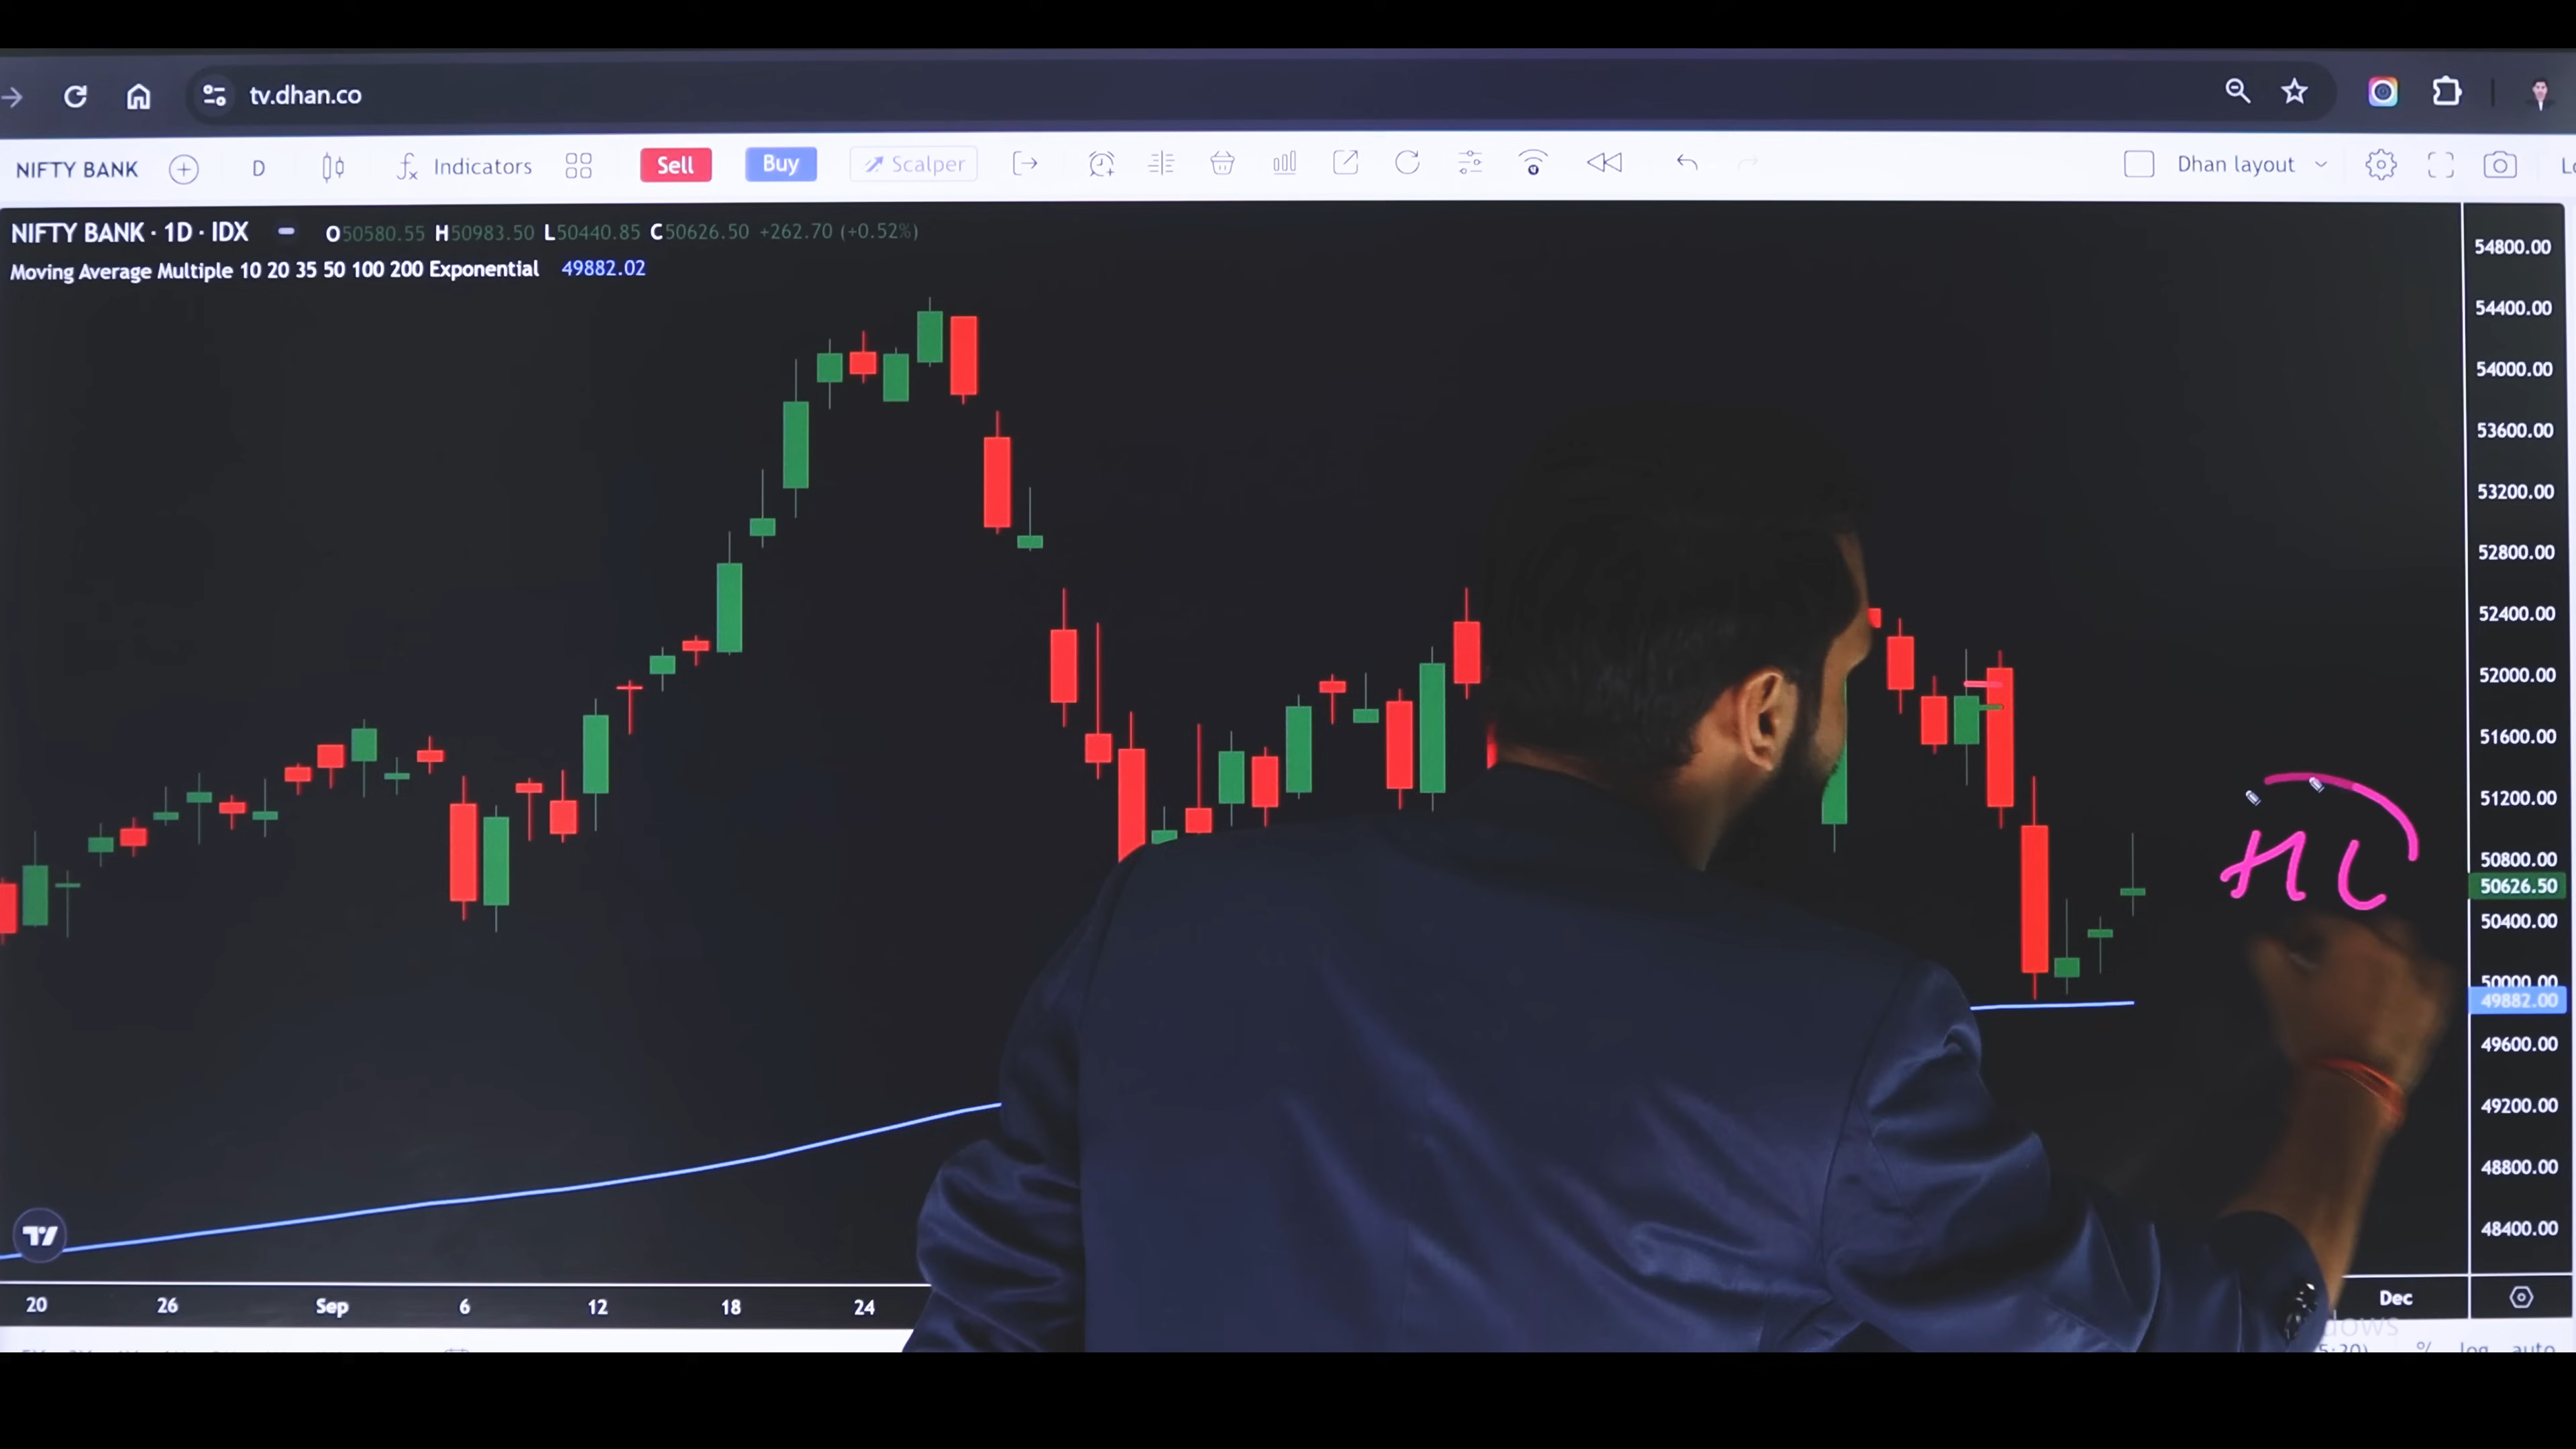 tv.dhan.co
NIFTY BANK D Indicators Sell Buy Scalper Dhan layout
NIFTY BANK · 1D · IDX O50580.55 H50983.50 L50440.85 C50626.50 +262.70 (+0.52%)
Moving Average Multiple 10 20 35 50 100 200 Exponential 49882.02
54800.00
54400.00
54000.00
53600.00
53200.00
52800.00
52400.00
52000.00
51600.00
51200.00
HL
50800.00
50626.50
50400.00
50000.00
49882.00
49600.00
49200.00
48800.00
48400.00
20 26 Sep 6 12 18 24 Dec
% log auto